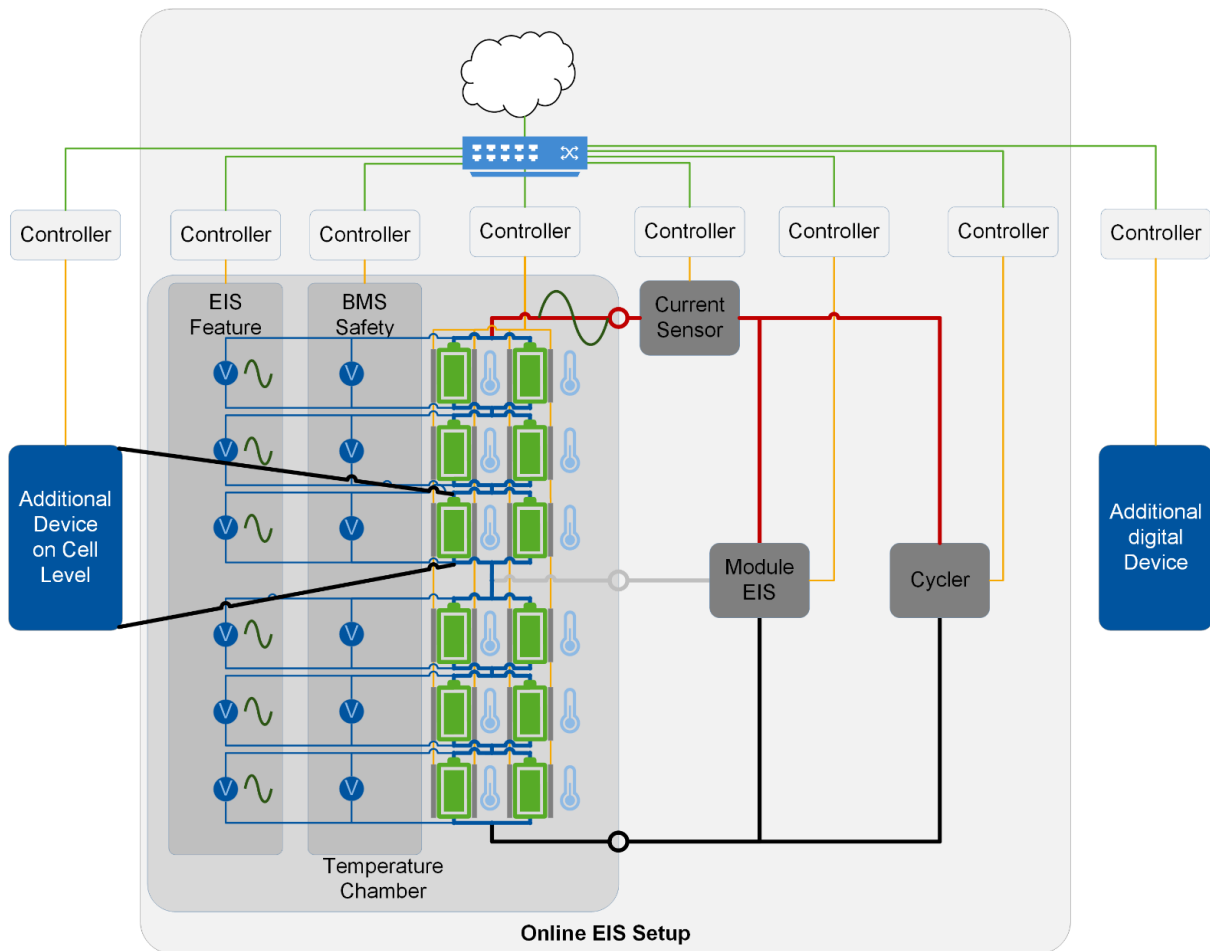 Controller
Controller
Controller
Controller
Controller
Controller
Controller
Controller
EIS
Feature
BMS
Safety
Current
Sensor
V
V
V
V
V
V
V
V
V
V
V
V
Additional
Device
on Cell
Level
Module
EIS
Cycler
Additional
digital
Device
Temperature
Chamber
Online EIS Setup